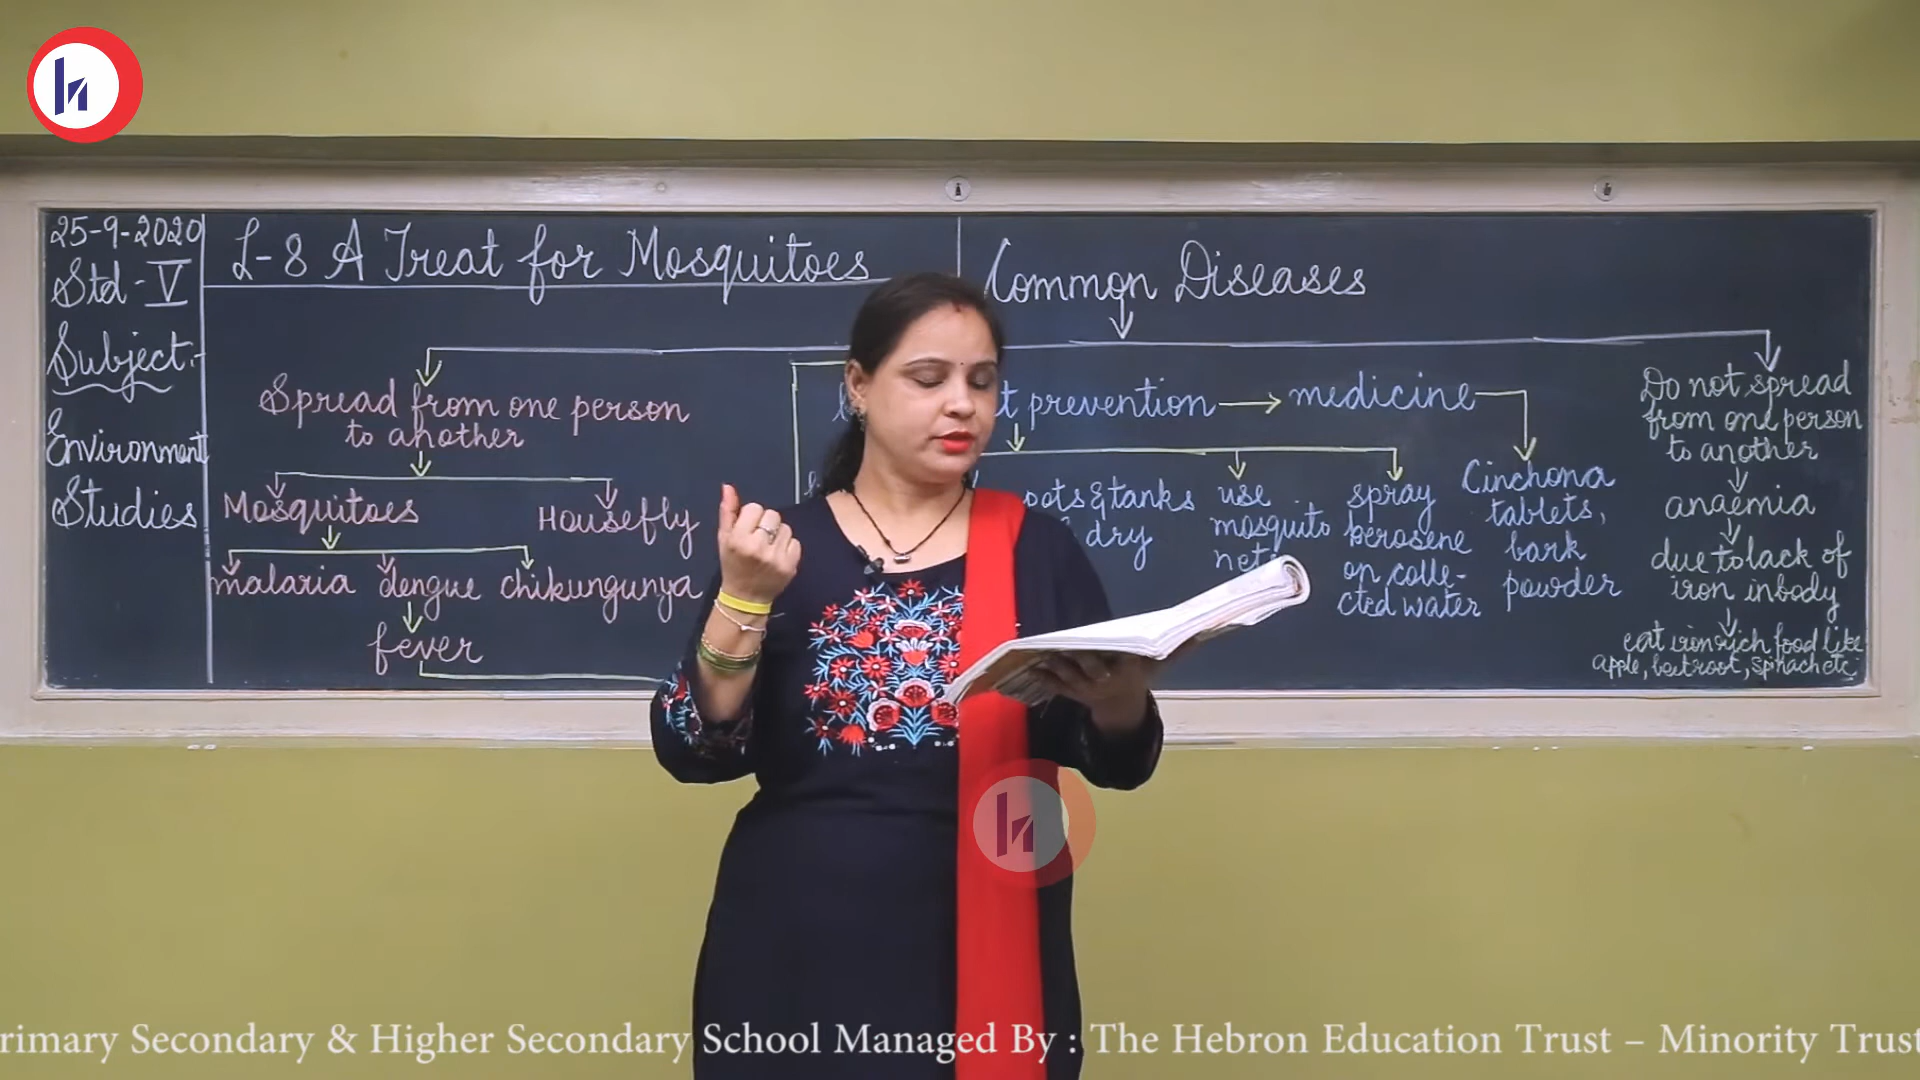 25-9-2020
Std - V
Subject:-
Environment
Studies
L-8 A Treat for Mosquitoes
Common Diseases
Spread from one person
to another
Mosquitoes
Housefly
malaria dengue chikungunya
fever
prevention → medicine
pots & tanks
dry
use
mosquito
net
spray
kerosene
on colle-
cted water
Cinchona
tablets,
bark
powder
Do not spread
from one person
to another
anaemia
due to lack of
iron in body
eat iron rich food like
apple, beetroot, spinach etc
rimary Secondary & Higher Secondary School Managed By : The Hebron Education Trust – Minority Trust